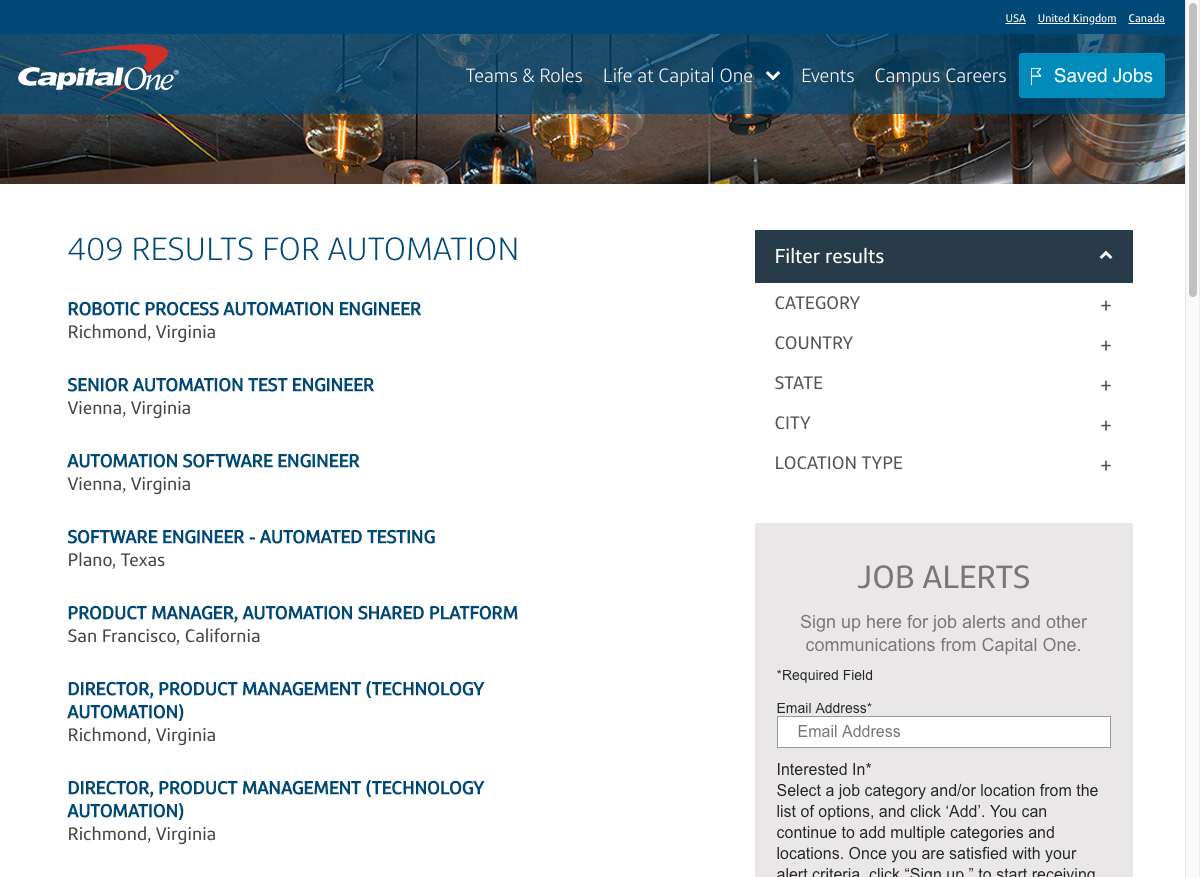 USA United Kingdom Canada
CapitalOne®
Teams & Roles Life at Capital One Events Campus Careers Saved Jobs
409 RESULTS FOR AUTOMATION
ROBOTIC PROCESS AUTOMATION ENGINEER
Richmond, Virginia
SENIOR AUTOMATION TEST ENGINEER
Vienna, Virginia
AUTOMATION SOFTWARE ENGINEER
Vienna, Virginia
SOFTWARE ENGINEER - AUTOMATED TESTING
Plano, Texas
PRODUCT MANAGER, AUTOMATION SHARED PLATFORM
San Francisco, California
DIRECTOR, PRODUCT MANAGEMENT (TECHNOLOGY
AUTOMATION)
Richmond, Virginia
DIRECTOR, PRODUCT MANAGEMENT (TECHNOLOGY
AUTOMATION)
Richmond, Virginia
Filter results
CATEGORY +
COUNTRY +
STATE +
CITY +
LOCATION TYPE +
JOB ALERTS
Sign up here for job alerts and other
communications from Capital One.
*Required Field
Email Address*
Email Address
Interested In*
Select a job category and/or location from the
list of options, and click ‘Add’. You can
continue to add multiple categories and
locations. Once you are satisfied with your
alert criteria, click “Sign up,” to start receiving